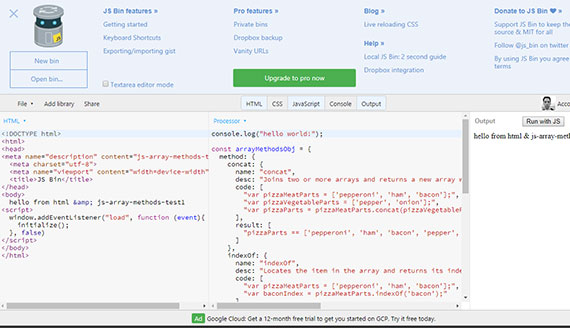 JS Bin features »
Getting started
Keyboard Shortcuts
Exporting/importing gist
Pro features »
Private bins
Dropbox backup
Vanity URLs
Blog »
Live reloading CSS
Help »
Local JS Bin: 2 second guide
Dropbox integration
Donate to JS Bin ❤ »
Support JS Bin to keep the
source & MIT for all
Follow @js_bin on twitter
By using JS Bin you agree
terms
New bin
Open bin...
Textarea editor mode
Upgrade to pro now
File
Add library
Share
HTML
CSS
JavaScript
Console
Output
Acco
HTML
<!DOCTYPE html>
<html>
<head>
<meta name="description" content="js-array-methods-t
<meta charset="utf-8">
<meta name="viewport" content="width=device-width"
<title>JS Bin</title>
</head>
<body>
hello from html &amp; js-array-methods-test1
<script>
window.addEventListener("load", function (event){
initialize();
}, false)
</script>
</body>
</html>
Processor
console.log("hello world:");
const arrayMethodsObj = {
method: {
concat: {
name: "concat",
desc: "Joins two or more arrays and returns a new array
code: [
"var pizzaMeatParts = ['pepperoni', 'ham', 'bacon'];",
"var pizzaVegetableParts = ['pepper', 'onion'];",
"var pizzaParts = pizzaMeatParts.concat(pizzaVegetabl
],
result: [
"pizzaParts == ['pepperoni', 'ham', 'bacon', 'pepper',
]
},
indexOf: {
name: "indexOf",
desc: "Locates the item in the array and returns its ind
code: [
"var pizzaMeatParts = ['pepperoni', 'ham', 'bacon'];",
"var baconIndex = pizzaMeatParts.indexOf('bacon')"
Output
Run with JS
hello from html & js-array-meth
Ad
Google Cloud: Get a 12-month free trial to get you started on GCP. Try it free today.